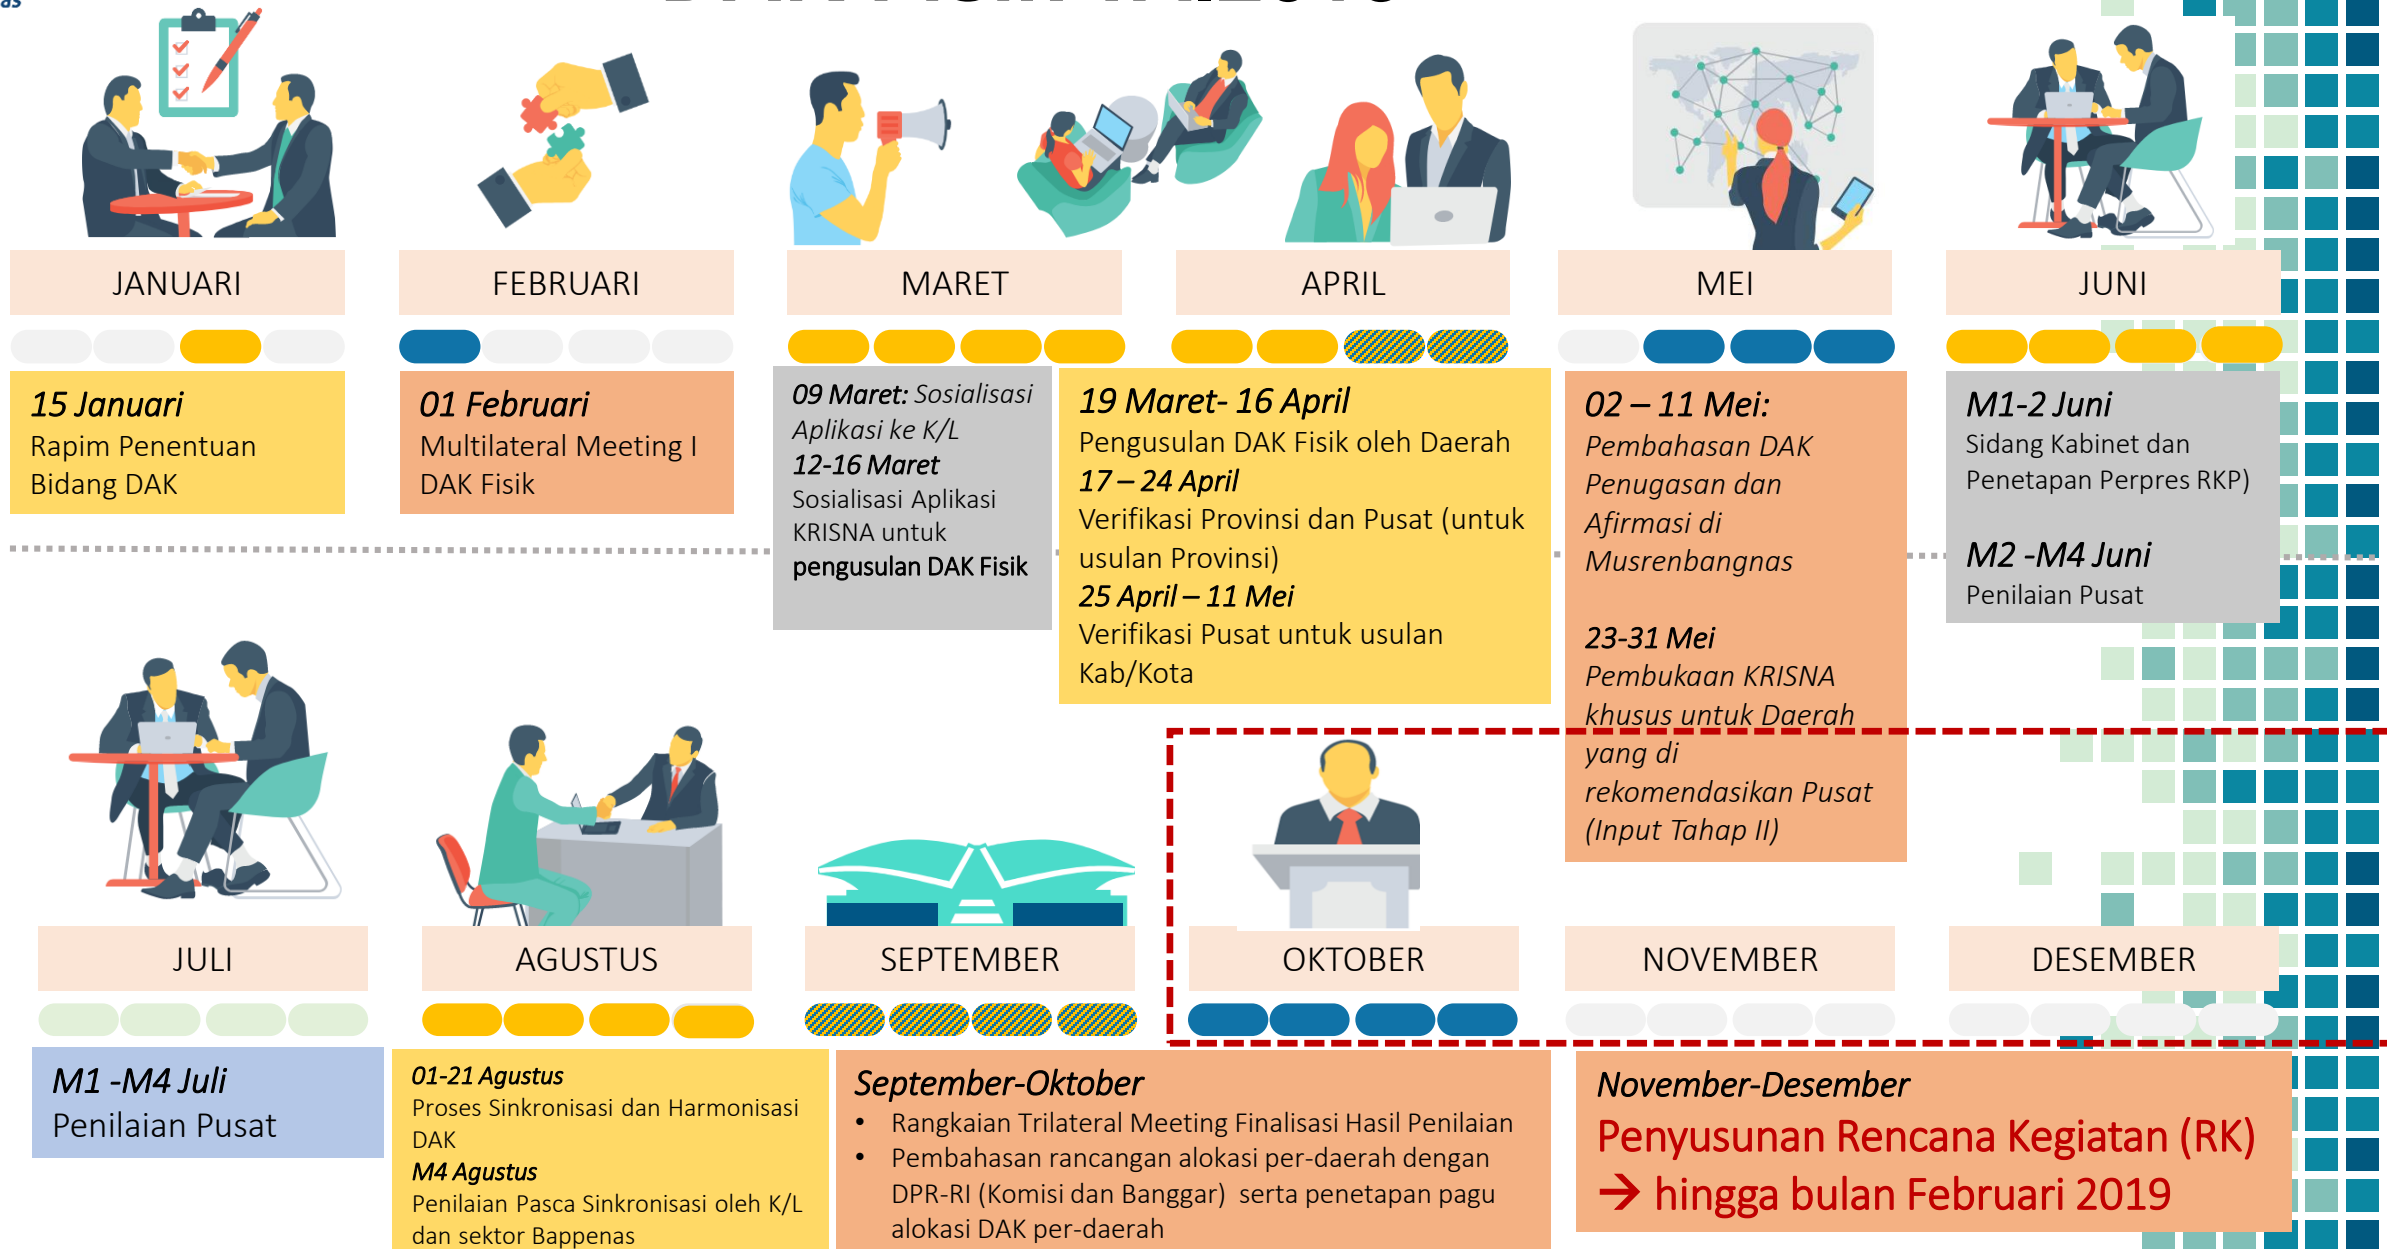 as
JANUARI
FEBRUARI
MARET
APRIL
MEI
JUNI
15 Januari
Rapim Penentuan
Bidang DAK
01 Februari
Multilateral Meeting I
DAK Fisik
09 Maret: Sosialisasi
Aplikasi ke K/L
12-16 Maret
Sosialisasi Aplikasi
KRISNA untuk
pengusulan DAK Fisik
19 Maret- 16 April
Pengusulan DAK Fisik oleh Daerah
17 – 24 April
Verifikasi Provinsi dan Pusat (untuk
usulan Provinsi)
25 April – 11 Mei
Verifikasi Pusat untuk usulan
Kab/Kota
02 – 11 Mei:
Pembahasan DAK
Penugasan dan
Afirmasi di
Musrenbangnas
23-31 Mei
Pembukaan KRISNA
khusus untuk Daerah
yang di
rekomendasikan Pusat
(Input Tahap II)
M1-2 Juni
Sidang Kabinet dan
Penetapan Perpres RKP)
M2 -M4 Juni
Penilaian Pusat
JULI
AGUSTUS
SEPTEMBER
OKTOBER
NOVEMBER
DESEMBER
M1 -M4 Juli
Penilaian Pusat
01-21 Agustus
Proses Sinkronisasi dan Harmonisasi
DAK
M4 Agustus
Penilaian Pasca Sinkronisasi oleh K/L
dan sektor Bappenas
September-Oktober
• Rangkaian Trilateral Meeting Finalisasi Hasil Penilaian
• Pembahasan rancangan alokasi per-daerah dengan
DPR-RI (Komisi dan Banggar) serta penetapan pagu
alokasi DAK per-daerah
November-Desember
Penyusunan Rencana Kegiatan (RK)
→ hingga bulan Februari 2019